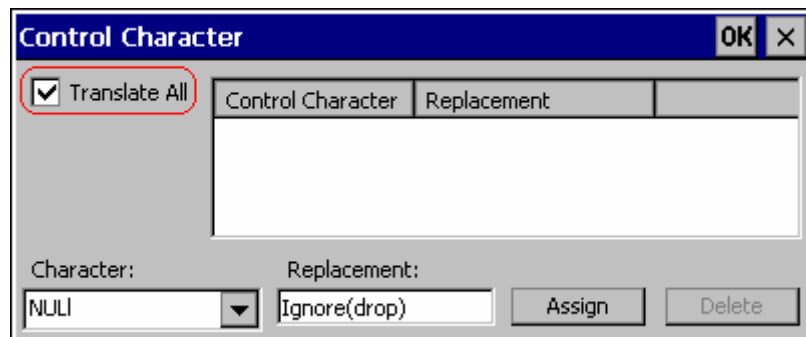 Control Character OK ×
Translate All
Control Character Replacement
Character: Replacement:
NULl Ignore(drop) Assign Delete